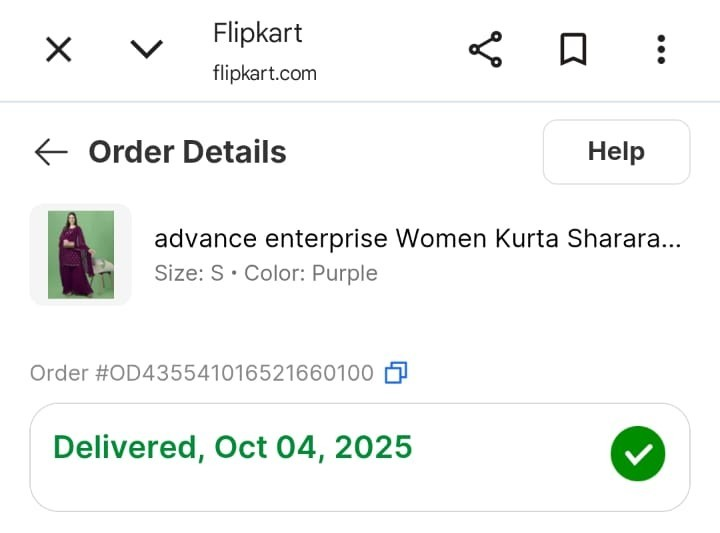 Flipkart
flipkart.com
Order Details
Help
advance enterprise Women Kurta Sharara...
Size: S • Color: Purple
Order #OD435541016521660100
Delivered, Oct 04, 2025